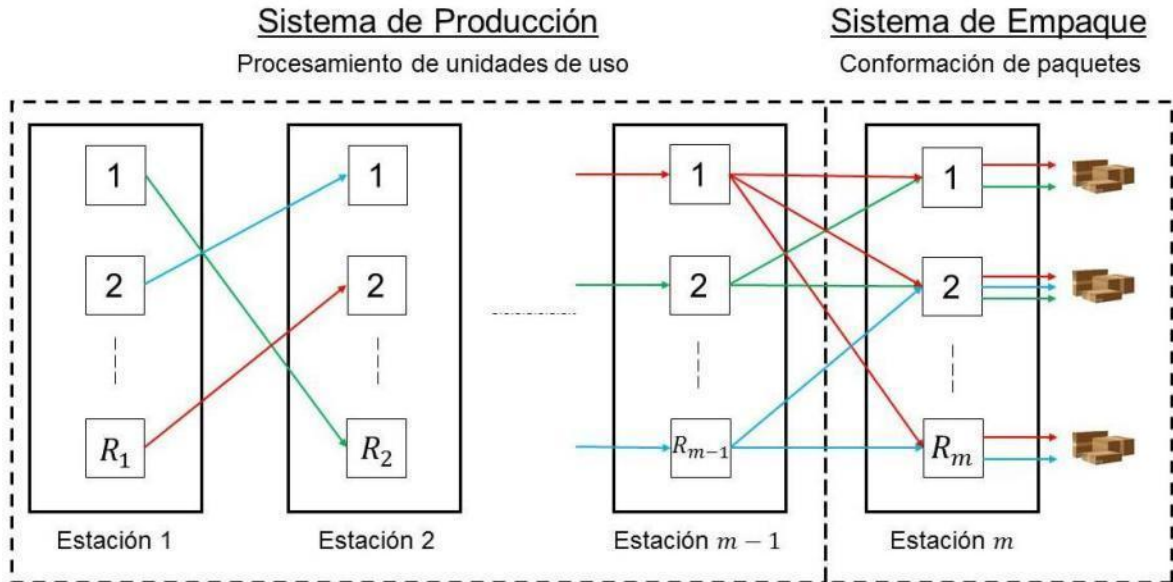 Sistema de Producción
Sistema de Empaque
Procesamiento de unidades de uso
Conformación de paquetes
1
1
1
1
2
2
2
2
R₁
R₂
Rₘ₋₁
Rₘ
Estación 1
Estación 2
Estación m − 1
Estación m